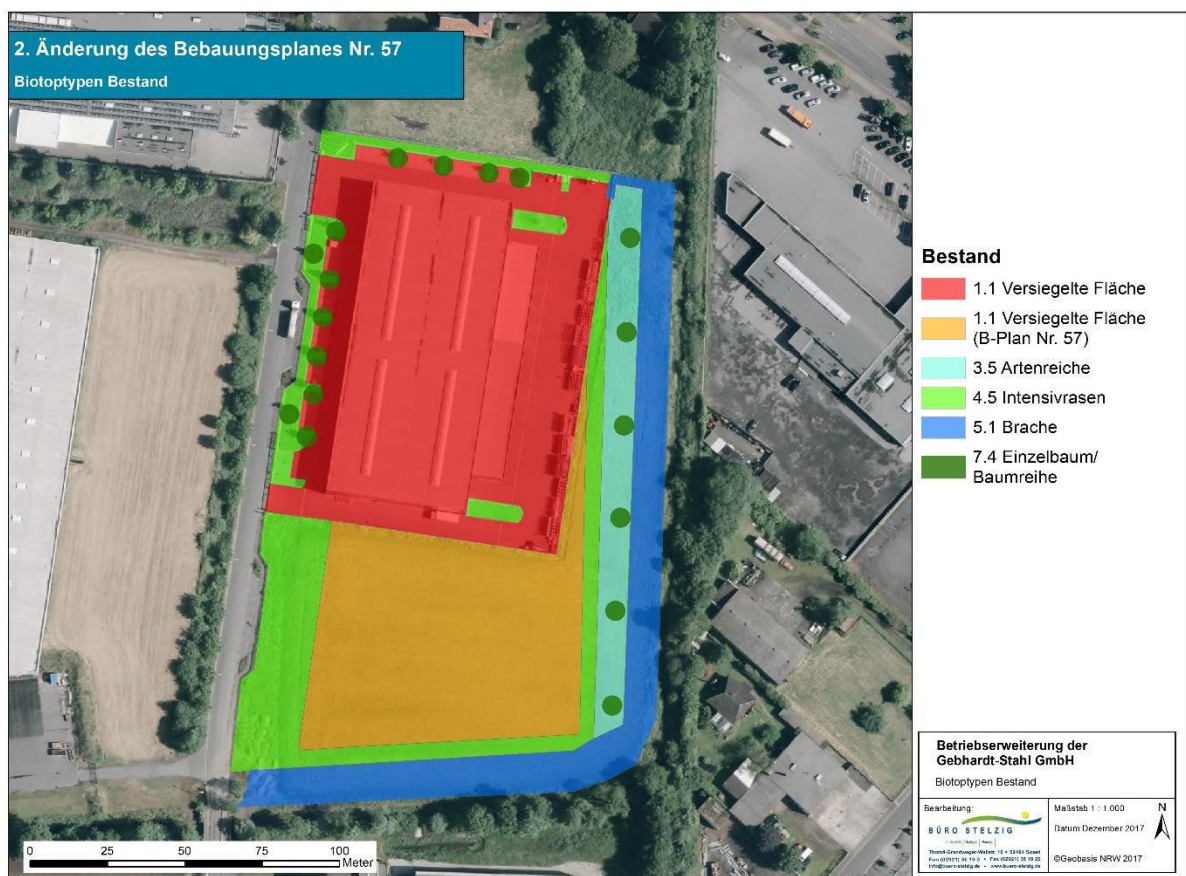 2. Änderung des Bebauungsplanes Nr. 57
Biotoptypen Bestand
Bestand
1.1 Versiegelte Fläche
1.1 Versiegelte Fläche
(B-Plan Nr. 57)
3.5 Artenreiche
4.5 Intensivrasen
5.1 Brache
7.4 Einzelbaum/
Baumreihe
Betriebserweiterung der
Gebhardt-Stahl GmbH
Biotoptypen Bestand
Bearbeitung:
BÜRO STELZIG
Maßstab 1 : 1.000
N
Datum Dezember 2017
©Geobasis NRW 2017
0 25 50 75 100
Meter